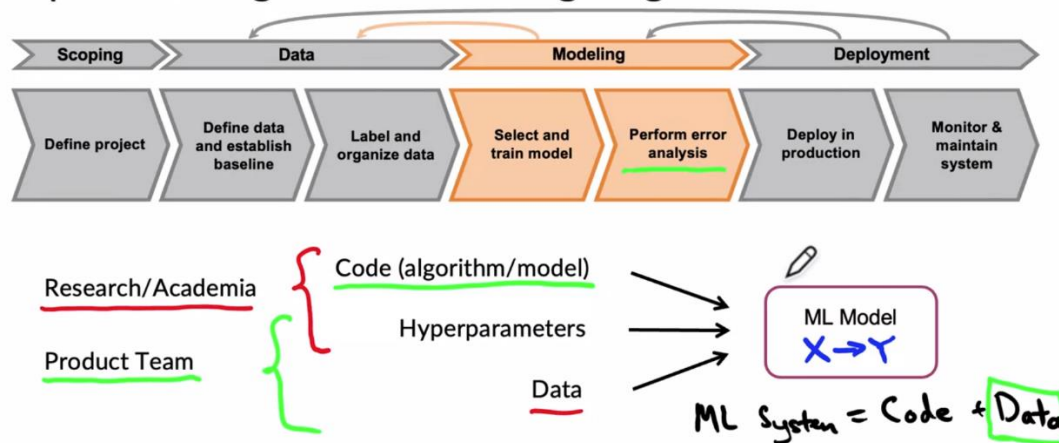 Scoping
Data
Modeling
Deployment
Define project
Define data
and establish
baseline
Label and
organize data
Select and
train model
Perform error
analysis
Deploy in
production
Monitor &
maintain
system
Research/Academia
Product Team
Code (algorithm/model)
Hyperparameters
Data
ML Model
X→Y
ML System = Code + Data